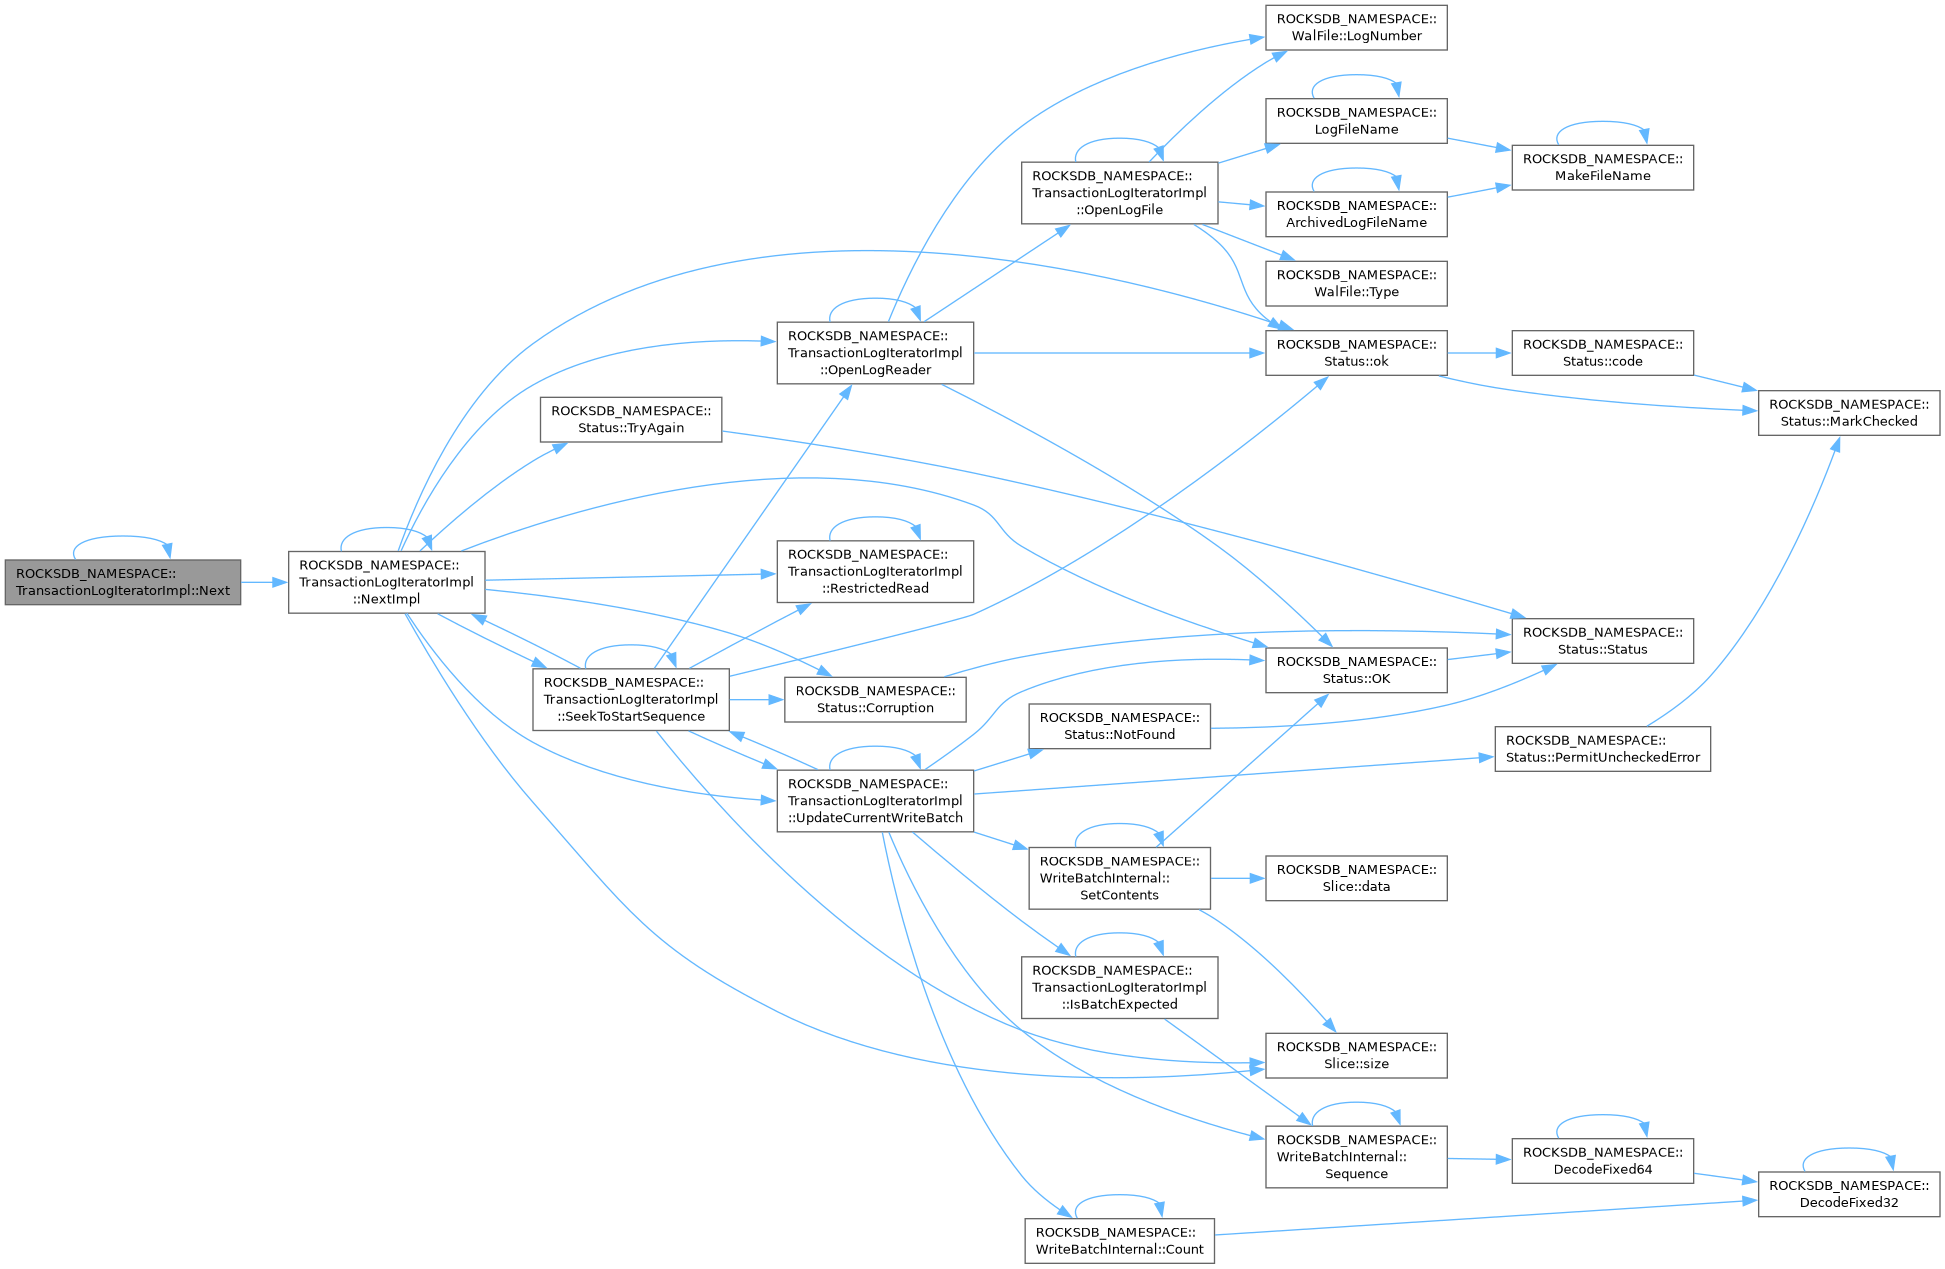 ROCKSDB_NAMESPACE::
WalFile::LogNumber
ROCKSDB_NAMESPACE::
LogFileName
ROCKSDB_NAMESPACE::
MakeFileName
ROCKSDB_NAMESPACE::
TransactionLogIteratorImpl
::OpenLogFile
ROCKSDB_NAMESPACE::
ArchivedLogFileName
ROCKSDB_NAMESPACE::
WalFile::Type
ROCKSDB_NAMESPACE::
TransactionLogIteratorImpl
::OpenLogReader
ROCKSDB_NAMESPACE::
Status::ok
ROCKSDB_NAMESPACE::
Status::code
ROCKSDB_NAMESPACE::
Status::TryAgain
ROCKSDB_NAMESPACE::
Status::MarkChecked
ROCKSDB_NAMESPACE::
TransactionLogIteratorImpl::Next
ROCKSDB_NAMESPACE::
TransactionLogIteratorImpl
::NextImpl
ROCKSDB_NAMESPACE::
TransactionLogIteratorImpl
::RestrictedRead
ROCKSDB_NAMESPACE::
Status::Status
ROCKSDB_NAMESPACE::
Status::OK
ROCKSDB_NAMESPACE::
TransactionLogIteratorImpl
::SeekToStartSequence
ROCKSDB_NAMESPACE::
Status::Corruption
ROCKSDB_NAMESPACE::
Status::NotFound
ROCKSDB_NAMESPACE::
Status::PermitUncheckedError
ROCKSDB_NAMESPACE::
TransactionLogIteratorImpl
::UpdateCurrentWriteBatch
ROCKSDB_NAMESPACE::
WriteBatchInternal::
SetContents
ROCKSDB_NAMESPACE::
Slice::data
ROCKSDB_NAMESPACE::
TransactionLogIteratorImpl
::IsBatchExpected
ROCKSDB_NAMESPACE::
Slice::size
ROCKSDB_NAMESPACE::
WriteBatchInternal::
Sequence
ROCKSDB_NAMESPACE::
DecodeFixed64
ROCKSDB_NAMESPACE::
DecodeFixed32
ROCKSDB_NAMESPACE::
WriteBatchInternal::Count